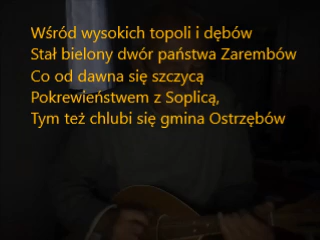 Wśród wysokich topoli i dębów
Stał bielony dwór państwa Zarembów
Co od dawna się szczycą
Pokrewieństwem z Soplicą,
Tym też chlubi się gmina Ostrzębów